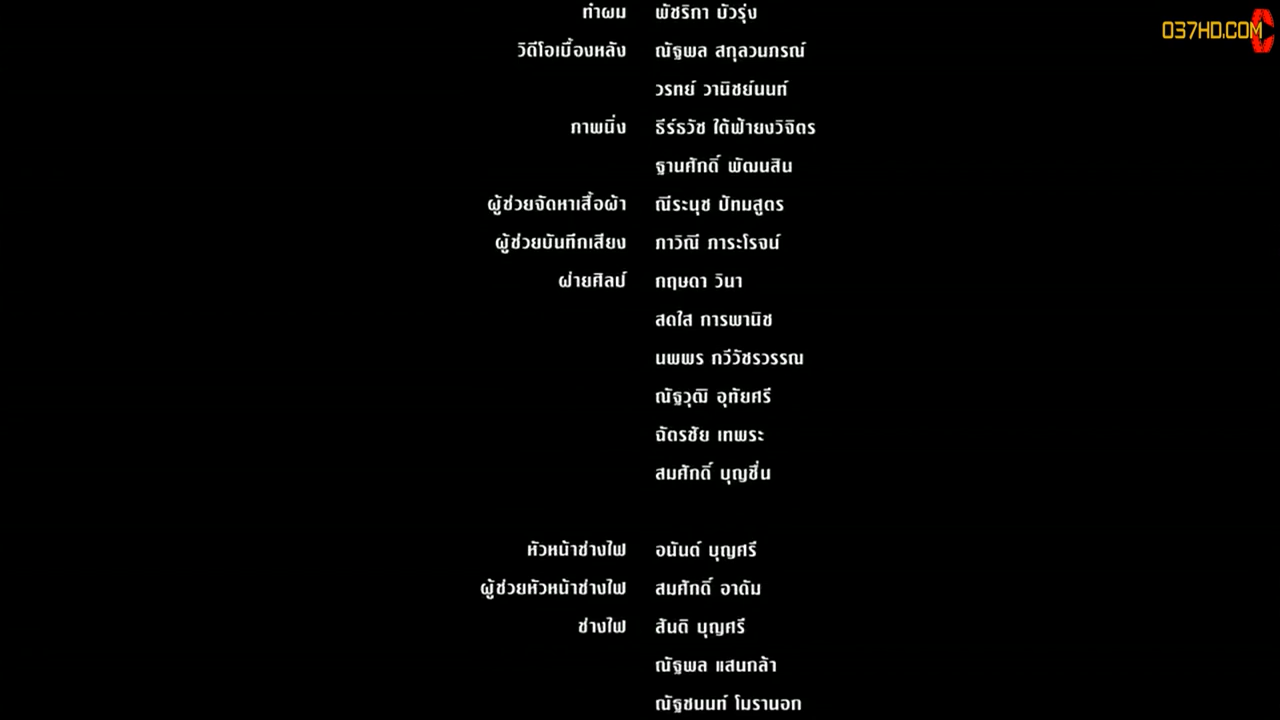 ทำผม พัชริกา บัวรุ่ง
037HD.COM
วิดีโอเบื้องหลัง ณัฐพล สกุลวนภรณ์
วรทย์ วานิชย์นนท์
ภาพนิ่ง ธีร์ธวัช ใต้ฟ้ายงวิจิตร
ฐานศักดิ์ พัฒนสิน
ผู้ช่วยจัดหาเสื้อผ้า ณีระนุช ปัทมสูตร
ผู้ช่วยบันทึกเสียง ภาวิณี ภาระโรจน์
ฝ่ายศิลป์ กฤษดา วินา
สดใส การพานิช
นพพร ทวีวัชรวรรณ
ณัฐวุฒิ อุทัยศรี
ฉัตรชัย เทพระ
สมศักดิ์ บุญชื่น
หัวหน้าช่างไฟ อนันต์ บุญศรี
ผู้ช่วยหัวหน้าช่างไฟ สมศักดิ์ อาดัม
ช่างไฟ สันติ บุญศรี
ณัฐพล แสนกล้า
ณัฐชนนท์ โมรานอก